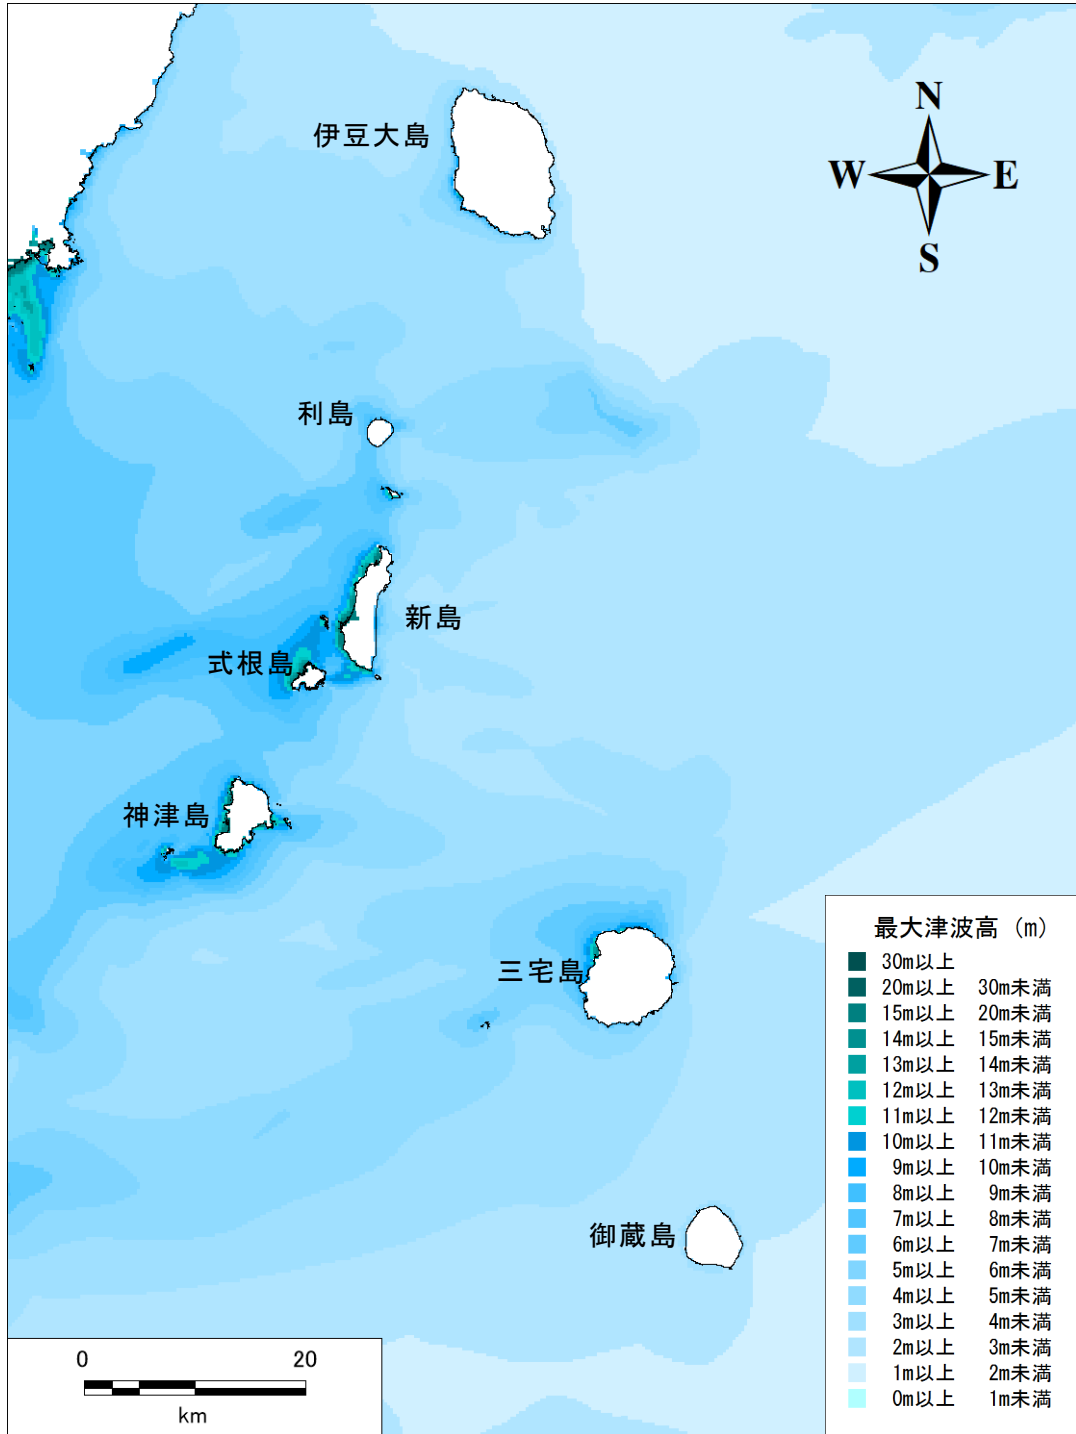 N
伊豆大島
W E
S
利島
新島
式根島
神津島
三宅島
御蔵島
最大津波高 (m)
30m以上
20m以上 30m未満
15m以上 20m未満
14m以上 15m未満
13m以上 14m未満
12m以上 13m未満
11m以上 12m未満
10m以上 11m未満
9m以上 10m未満
8m以上 9m未満
7m以上 8m未満
6m以上 7m未満
5m以上 6m未満
4m以上 5m未満
3m以上 4m未満
2m以上 3m未満
1m以上 2m未満
0m以上 1m未満
0 20
km